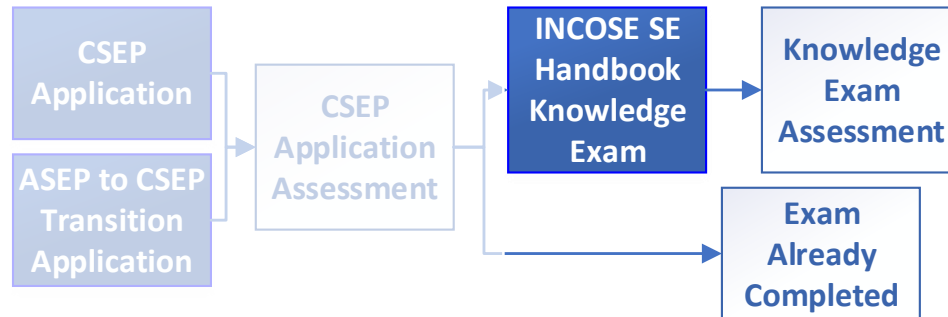 CSEP
Application
ASEP to CSEP
Transition
Application
CSEP
Application
Assessment
INCOSE SE
Handbook
Knowledge
Exam
Knowledge
Exam
Assessment
Exam
Already
Completed